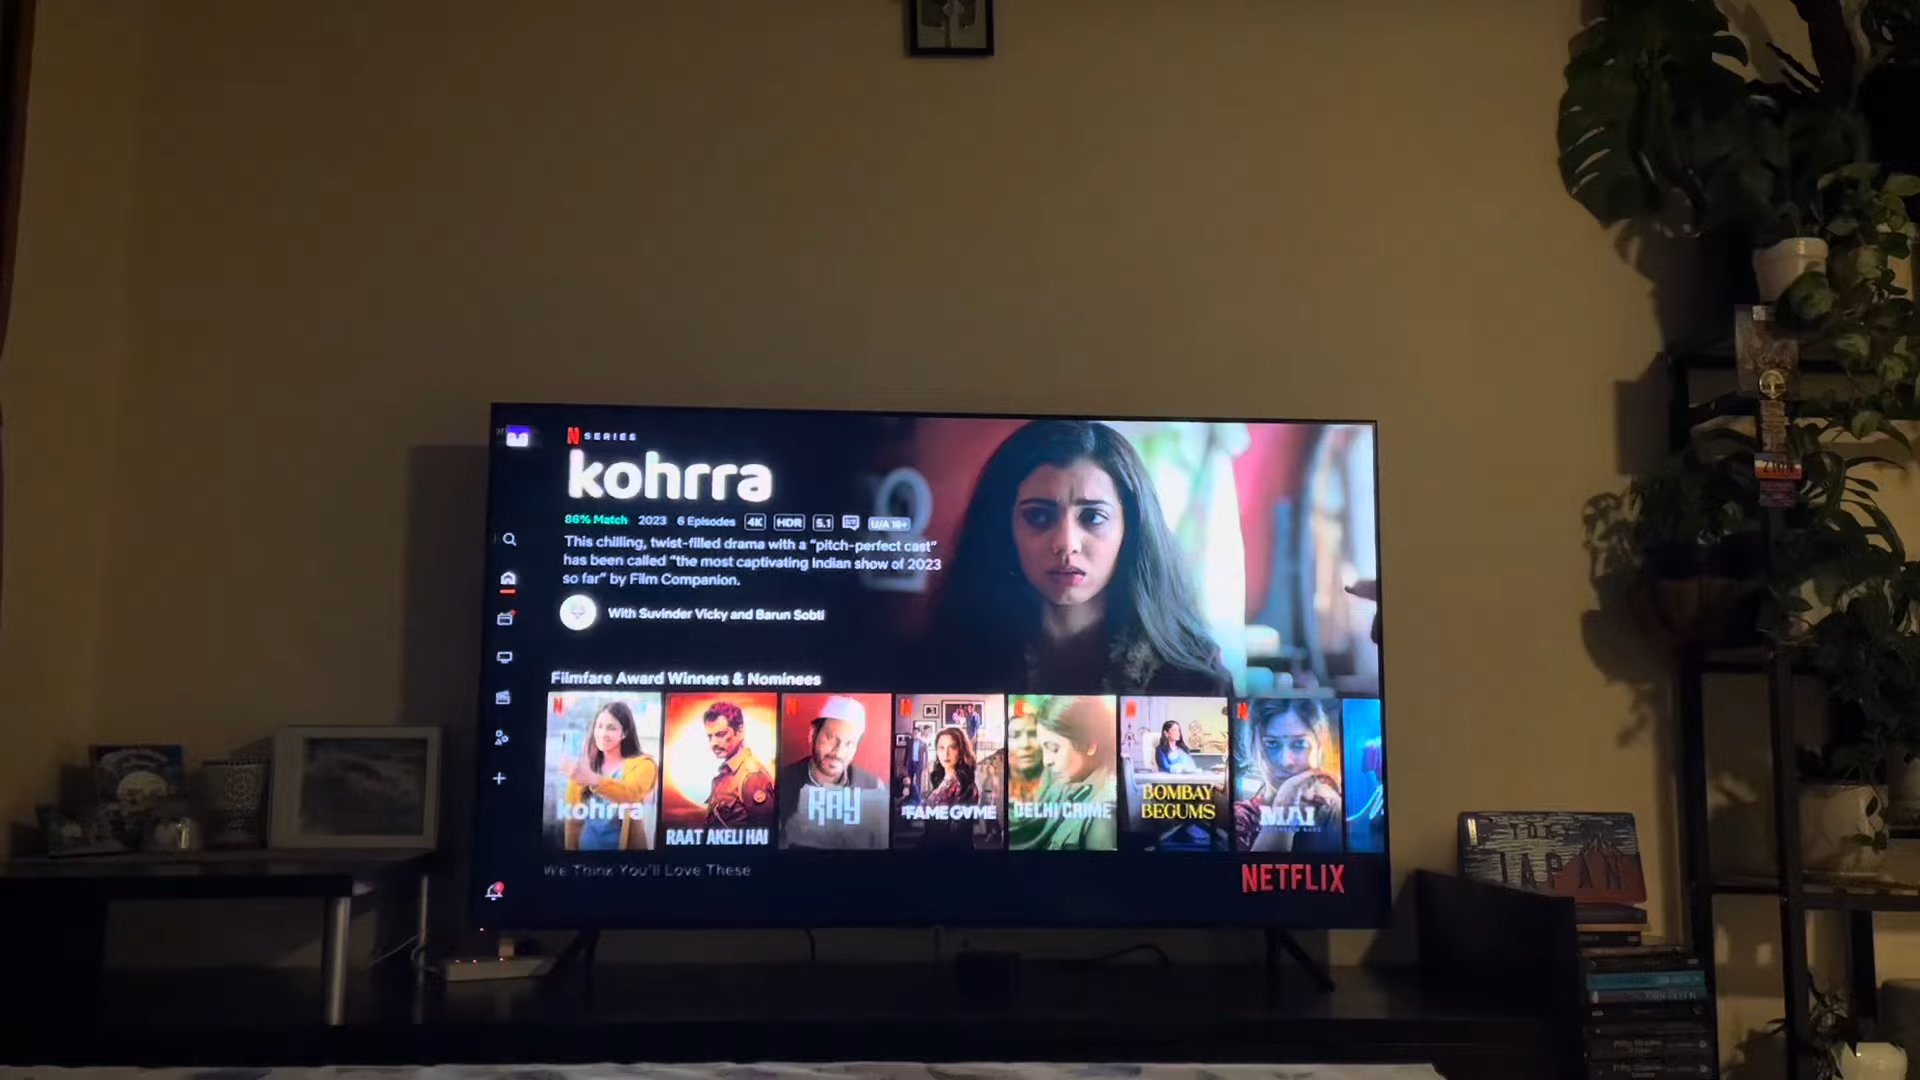 N SERIES
kohrra
86% Match 2023 6 Episodes 4K HDR 5.1 U/A 16+
This chilling, twist-filled drama with a "pitch-perfect cast"
has been called "the most captivating Indian show of 2023
so far" by Film Companion.
With Suvinder Vicky and Barun Sobti
Filmfare Award Winners & Nominees
kohrra
RAAT AKELI HAI
RAY
THE FAME GAME
DELHI CRIME
BOMBAY
BEGUMS
MAI
We Think You'll Love These
NETFLIX
JAPAN